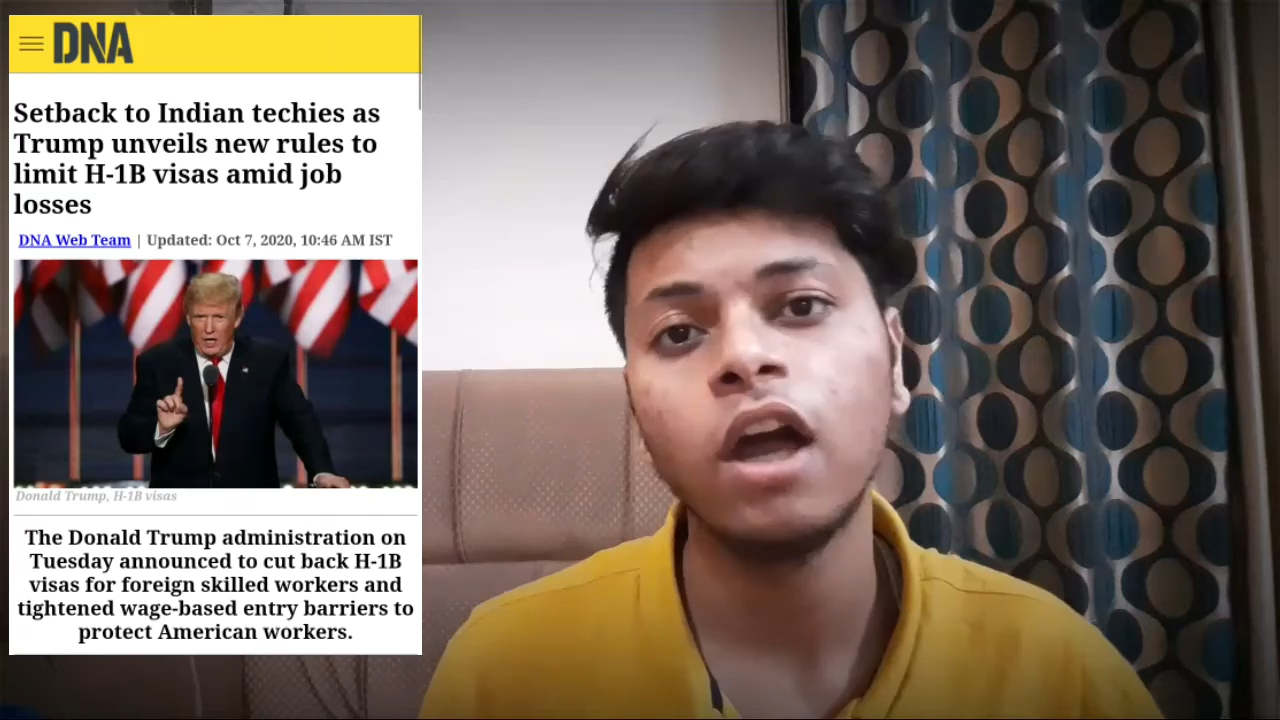 DNA
Setback to Indian techies as
Trump unveils new rules to
limit H-1B visas amid job
losses
DNA Web Team | Updated: Oct 7, 2020, 10:46 AM IST
Donald Trump, H-1B visas
The Donald Trump administration on
Tuesday announced to cut back H-1B
visas for foreign skilled workers and
tightened wage-based entry barriers to
protect American workers.